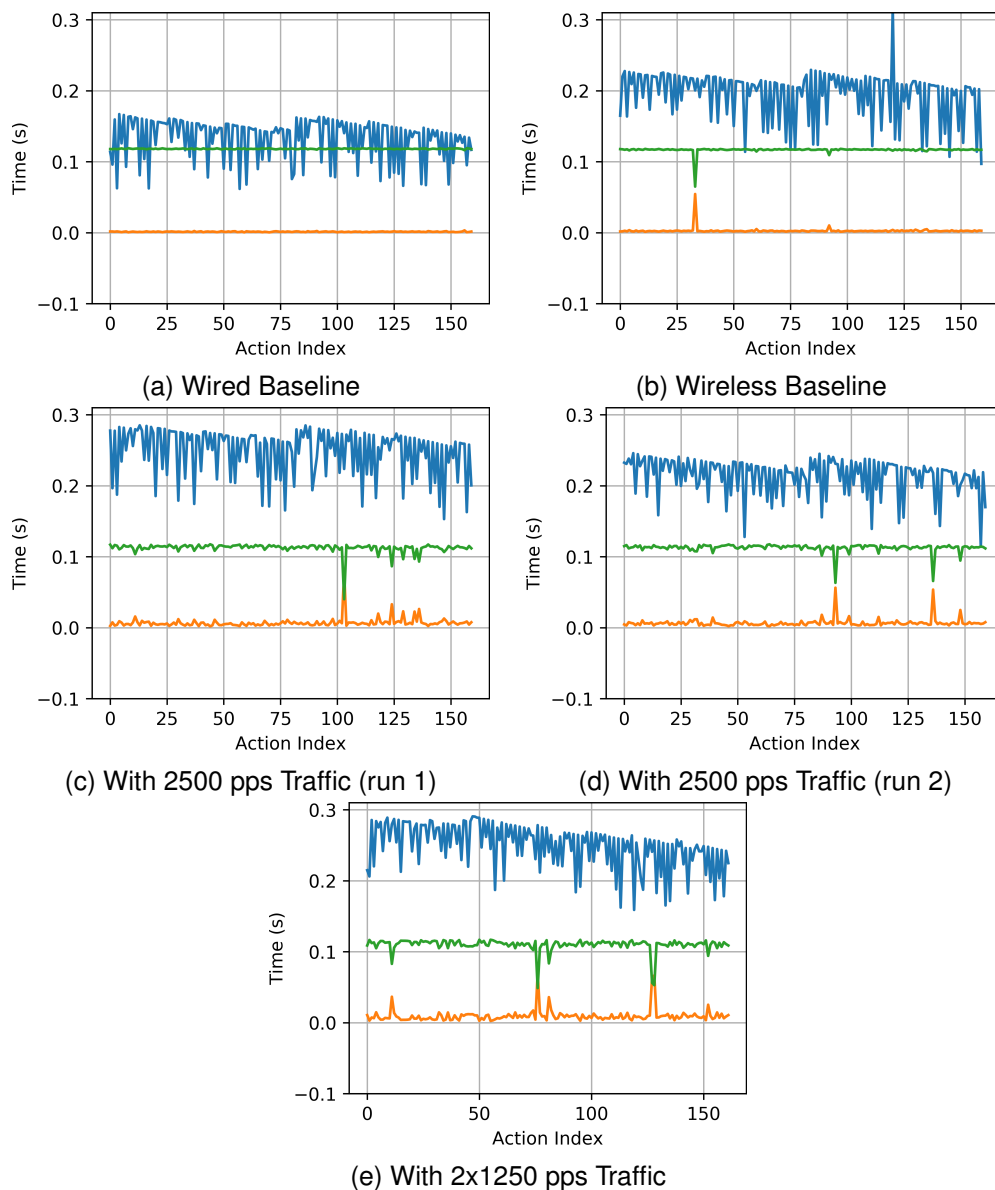 0.3
0.2
0.1
0.0
−0.1
Time (s)
0 25 50 75 100 125 150
Action Index
(a) Wired Baseline
0.3
0.2
0.1
0.0
−0.1
Time (s)
0 25 50 75 100 125 150
Action Index
(b) Wireless Baseline
0.3
0.2
0.1
0.0
−0.1
Time (s)
0 25 50 75 100 125 150
Action Index
(c) With 2500 pps Traffic (run 1)
0.3
0.2
0.1
0.0
−0.1
Time (s)
0 25 50 75 100 125 150
Action Index
(d) With 2500 pps Traffic (run 2)
0.3
0.2
0.1
0.0
−0.1
Time (s)
0 50 100 150
Action Index
(e) With 2x1250 pps Traffic